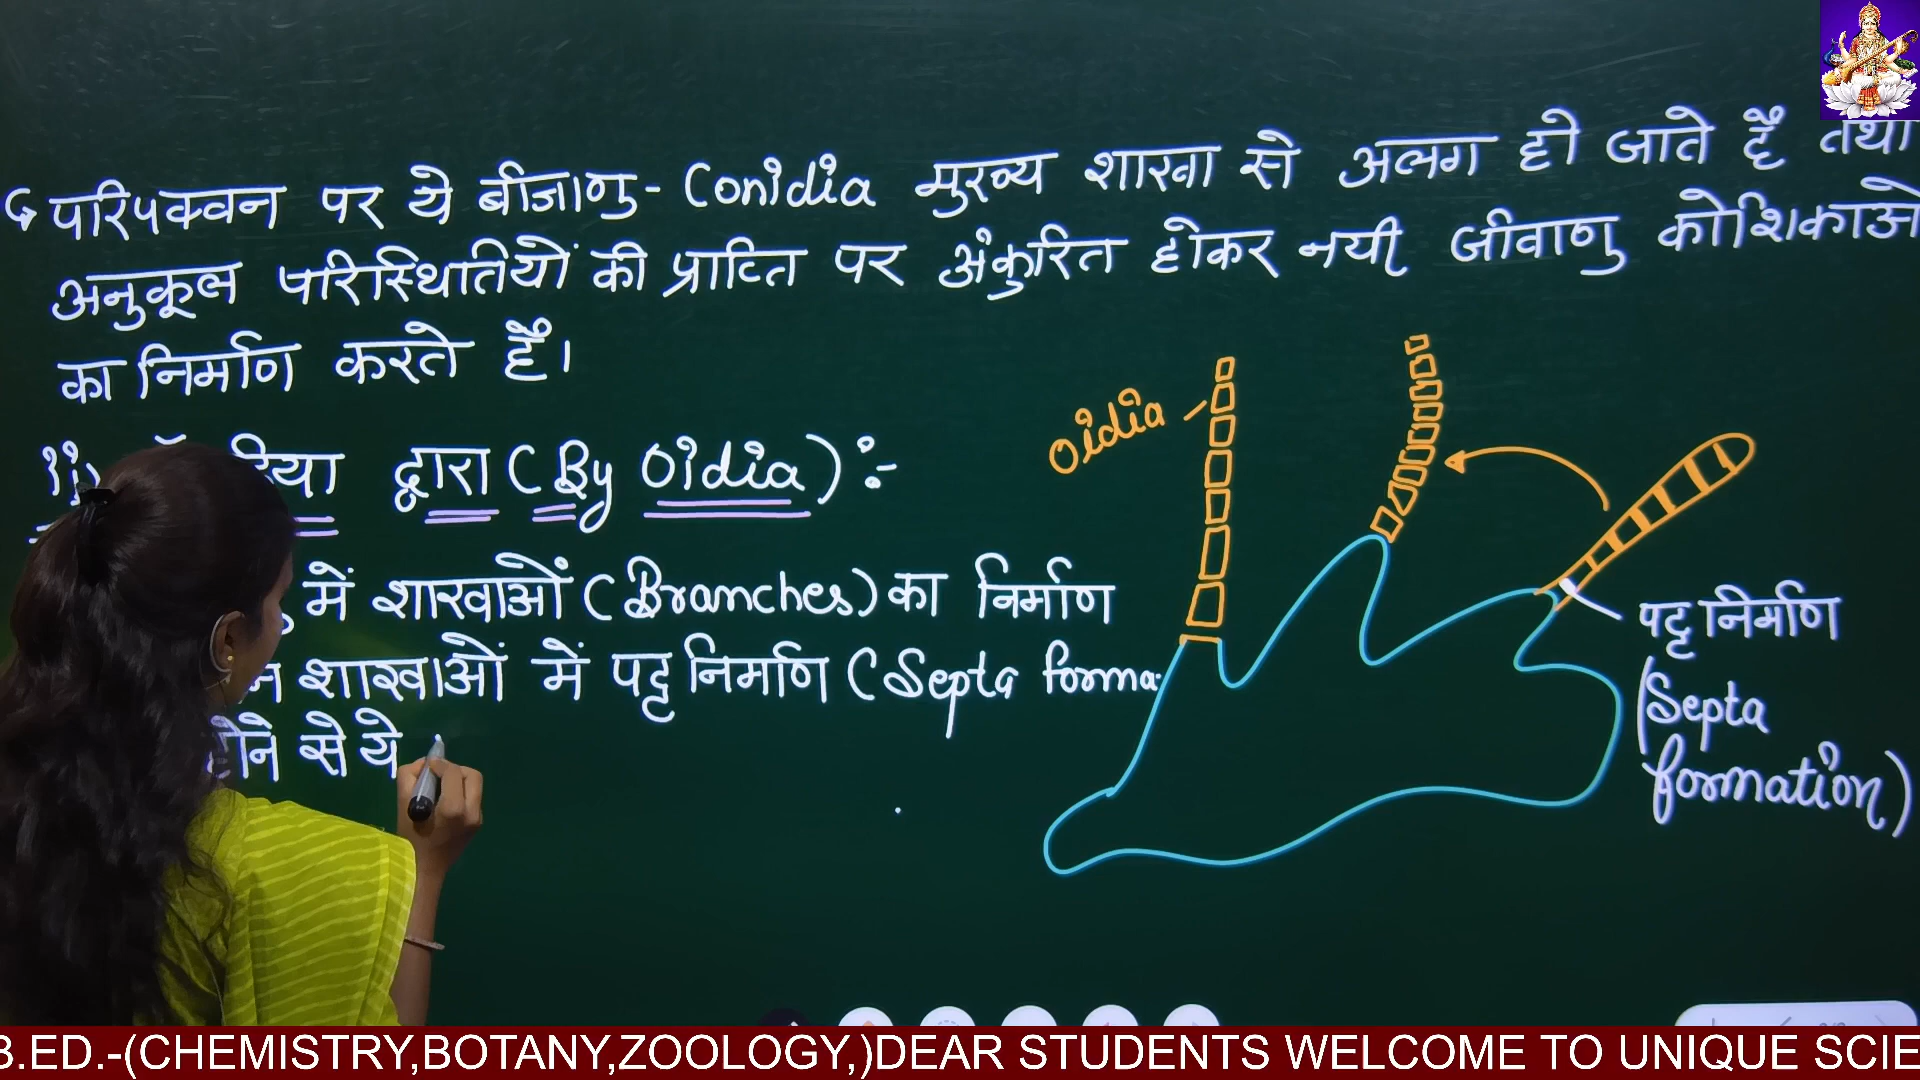 परिपक्वन पर ये बीजाणु - Conidia मुख्य शाखा से अलग हो जाते हैं तथा
अनुकूल परिस्थितियों की प्राप्ति पर अंकुरित होकर नयी जीवाणु कोशिकाओ
का निर्माण करते हैं।
द्वारा (By Oidia) :-
में शाखाओं (Branches) का निर्माण
शाखाओं में पट्ट निर्माण (Septa forma
होने से ये
Oidia
पट्ट निर्माण
(Septa
formation)
B.ED.-(CHEMISTRY,BOTANY,ZOOLOGY,)DEAR STUDENTS WELCOME TO UNIQUE SCIE